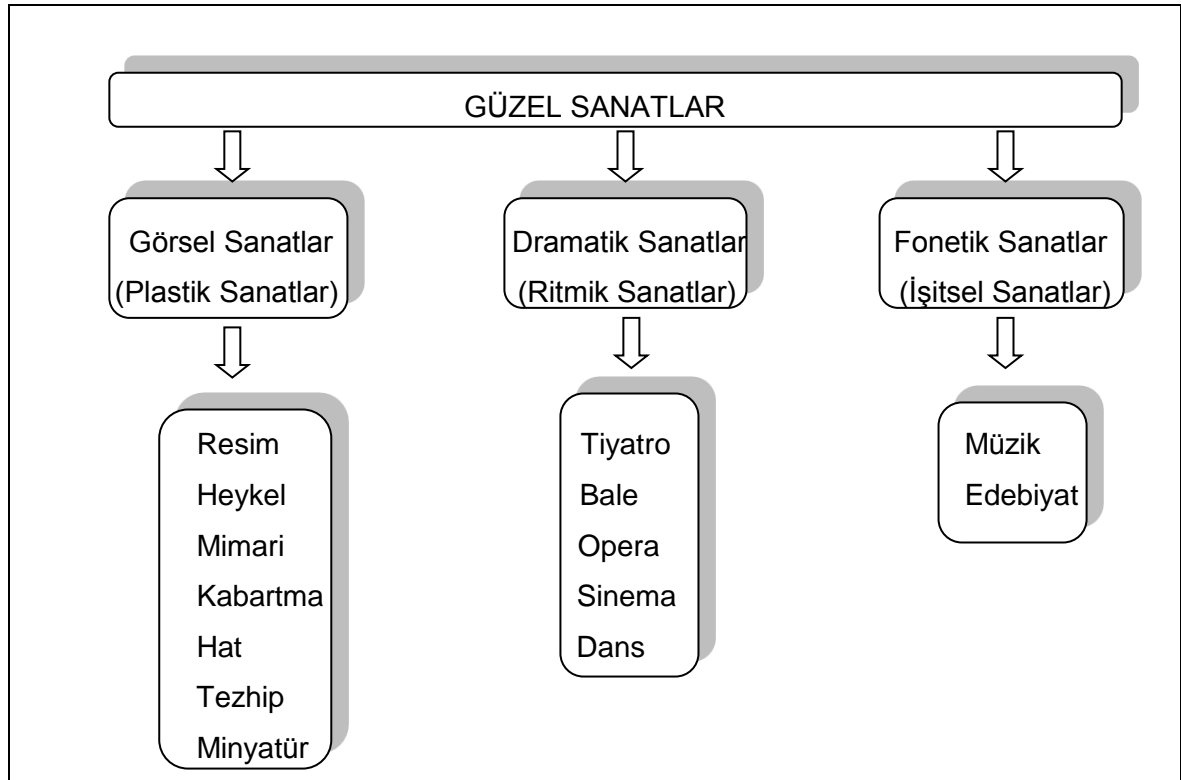 GÜZEL SANATLAR
Görsel Sanatlar
(Plastik Sanatlar)
Dramatik Sanatlar
(Ritmik Sanatlar)
Fonetik Sanatlar
(İşitsel Sanatlar)
Resim
Heykel
Mimari
Kabartma
Hat
Tezhip
Minyatür
Tiyatro
Bale
Opera
Sinema
Dans
Müzik
Edebiyat